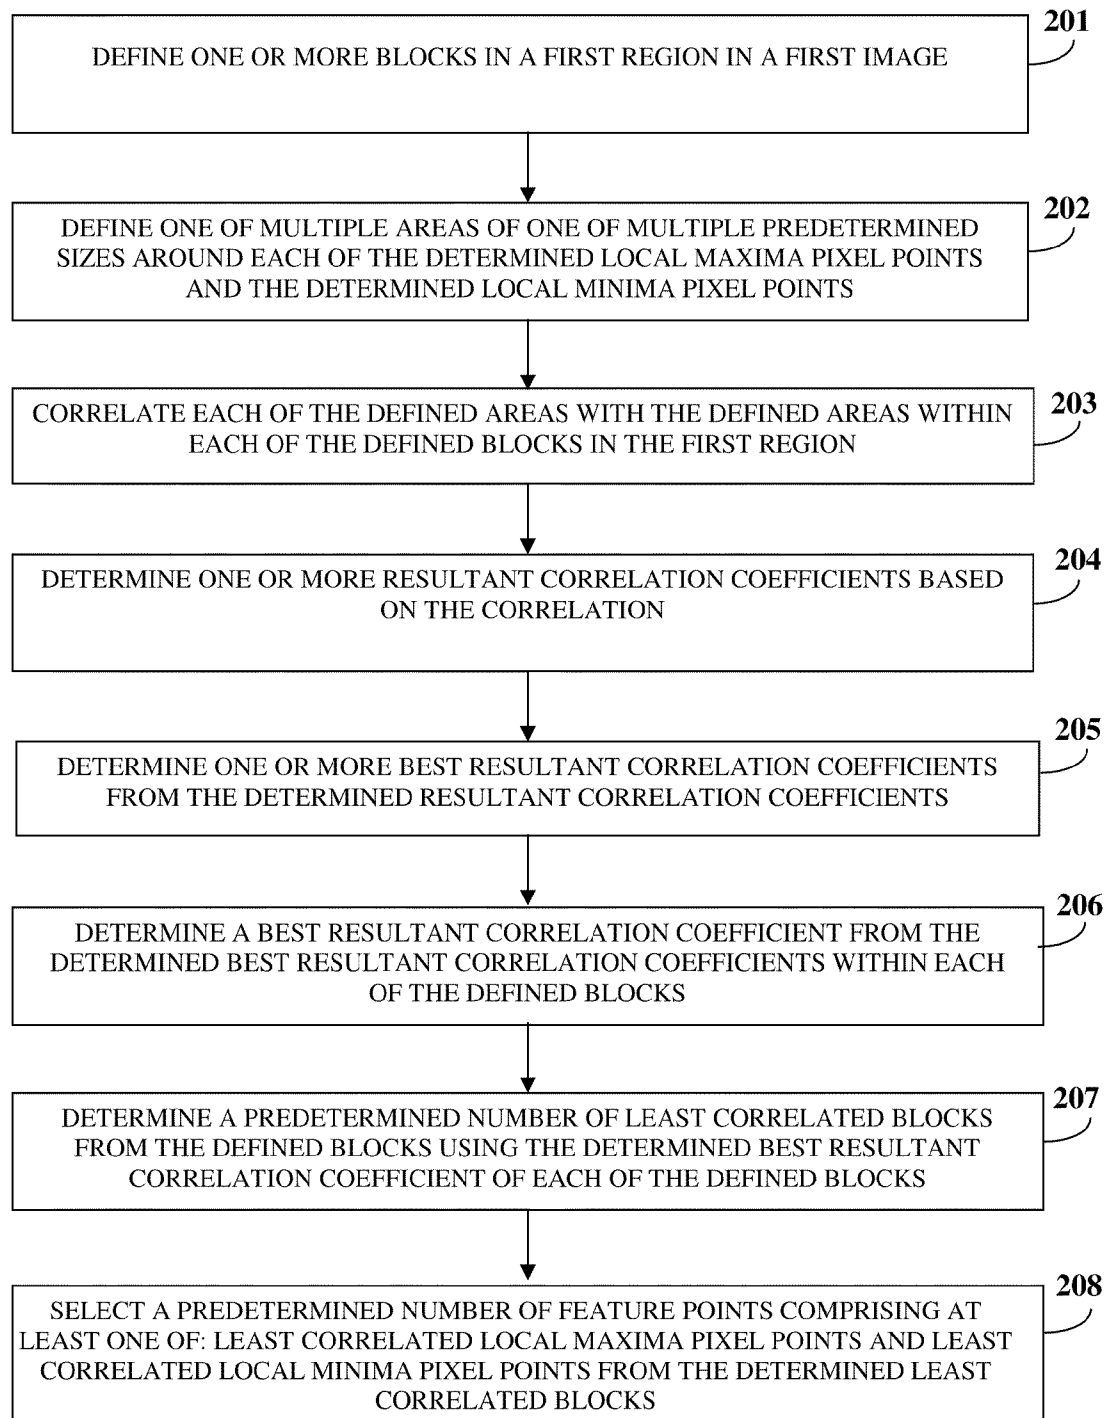 201
DEFINE ONE OR MORE BLOCKS IN A FIRST REGION IN A FIRST IMAGE
202
DEFINE ONE OF MULTIPLE AREAS OF ONE OF MULTIPLE PREDETERMINED
SIZES AROUND EACH OF THE DETERMINED LOCAL MAXIMA PIXEL POINTS
AND THE DETERMINED LOCAL MINIMA PIXEL POINTS
203
CORRELATE EACH OF THE DEFINED AREAS WITH THE DEFINED AREAS WITHIN
EACH OF THE DEFINED BLOCKS IN THE FIRST REGION
204
DETERMINE ONE OR MORE RESULTANT CORRELATION COEFFICIENTS BASED
ON THE CORRELATION
205
DETERMINE ONE OR MORE BEST RESULTANT CORRELATION COEFFICIENTS
FROM THE DETERMINED RESULTANT CORRELATION COEFFICIENTS
206
DETERMINE A BEST RESULTANT CORRELATION COEFFICIENT FROM THE
DETERMINED BEST RESULTANT CORRELATION COEFFICIENTS WITHIN EACH
OF THE DEFINED BLOCKS
207
DETERMINE A PREDETERMINED NUMBER OF LEAST CORRELATED BLOCKS
FROM THE DEFINED BLOCKS USING THE DETERMINED BEST RESULTANT
CORRELATION COEFFICIENT OF EACH OF THE DEFINED BLOCKS
208
SELECT A PREDETERMINED NUMBER OF FEATURE POINTS COMPRISING AT
LEAST ONE OF: LEAST CORRELATED LOCAL MAXIMA PIXEL POINTS AND LEAST
CORRELATED LOCAL MINIMA PIXEL POINTS FROM THE DETERMINED LEAST
CORRELATED BLOCKS